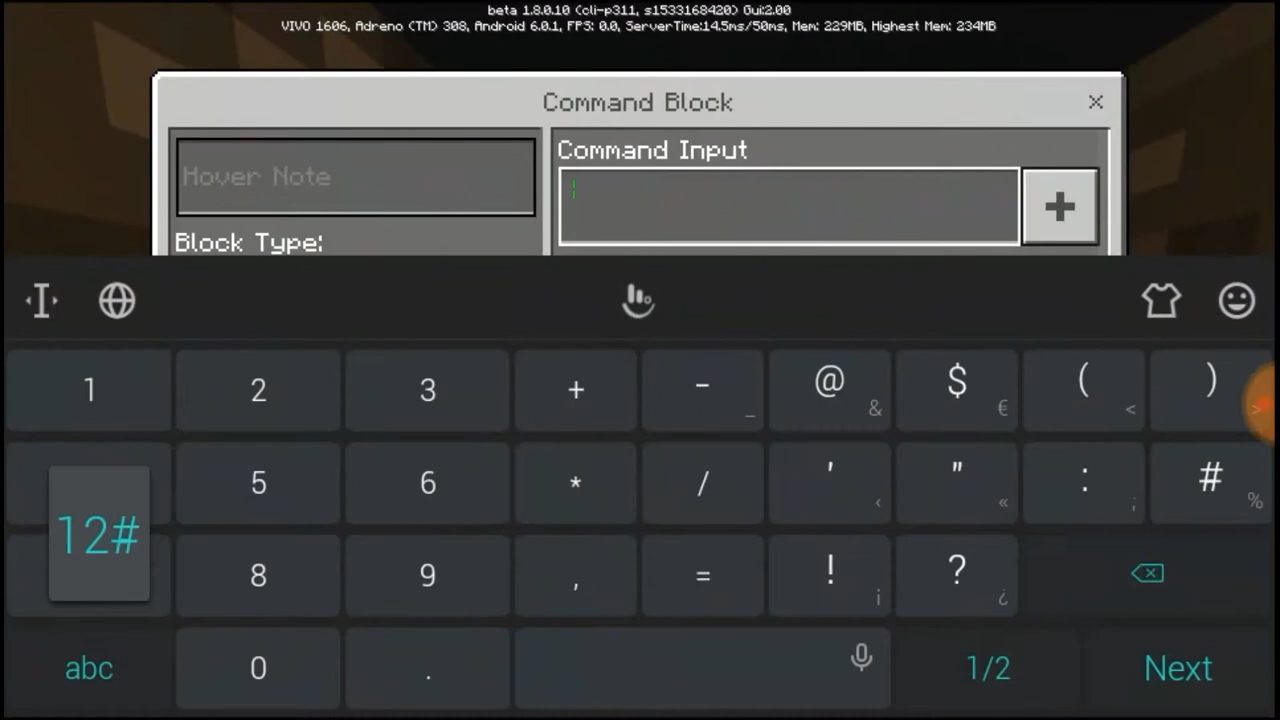 beta 1.8.0.10 (cli-p311, s1533168420) Gui:2.00
VIVO 1606, Adreno (TM) 308, Android 6.0.1, FPS: 0.0, ServerTime:14.5ms/50ms, Mem: 229MB, Highest Mem: 234MB
Command Block
Hover Note
Command Input
Block Type:
1 2 3 + - _ @ & $ € ( < ) >
5 6 * / ' ‹ " « : ; # %
12#
8 9 , = ! ¡ ? ¿
abc 0 . 1/2 Next